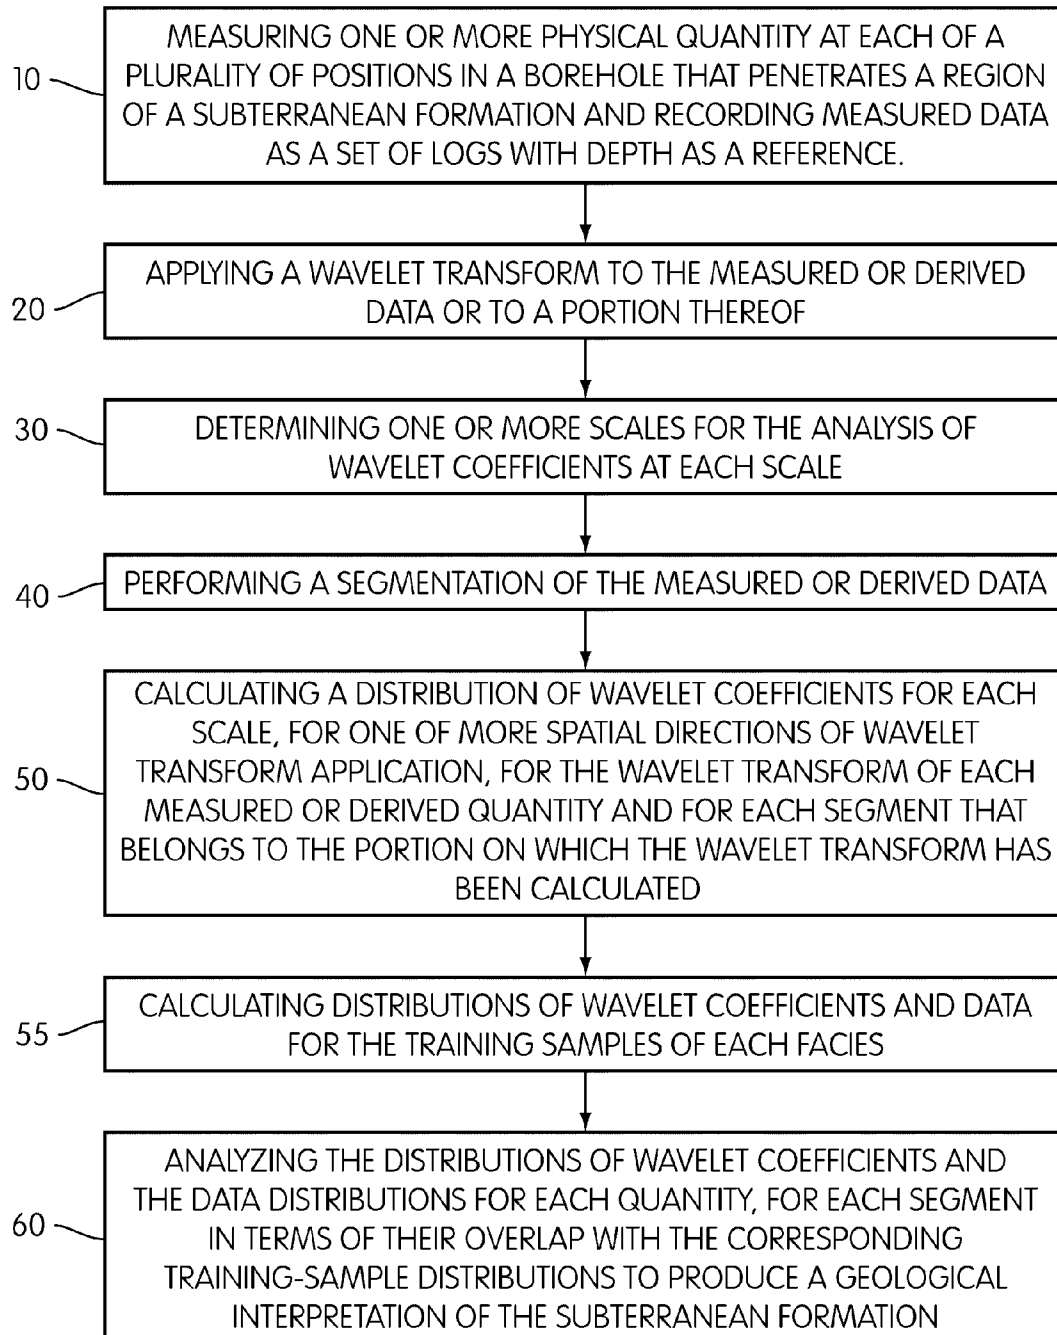 10
MEASURING ONE OR MORE PHYSICAL QUANTITY AT EACH OF A
PLURALITY OF POSITIONS IN A BOREHOLE THAT PENETRATES A REGION
OF A SUBTERRANEAN FORMATION AND RECORDING MEASURED DATA
AS A SET OF LOGS WITH DEPTH AS A REFERENCE.
20
APPLYING A WAVELET TRANSFORM TO THE MEASURED OR DERIVED
DATA OR TO A PORTION THEREOF
30
DETERMINING ONE OR MORE SCALES FOR THE ANALYSIS OF
WAVELET COEFFICIENTS AT EACH SCALE
40
PERFORMING A SEGMENTATION OF THE MEASURED OR DERIVED DATA
50
CALCULATING A DISTRIBUTION OF WAVELET COEFFICIENTS FOR EACH
SCALE, FOR ONE OF MORE SPATIAL DIRECTIONS OF WAVELET
TRANSFORM APPLICATION, FOR THE WAVELET TRANSFORM OF EACH
MEASURED OR DERIVED QUANTITY AND FOR EACH SEGMENT THAT
BELONGS TO THE PORTION ON WHICH THE WAVELET TRANSFORM HAS
BEEN CALCULATED
55
CALCULATING DISTRIBUTIONS OF WAVELET COEFFICIENTS AND DATA
FOR THE TRAINING SAMPLES OF EACH FACIES
60
ANALYZING THE DISTRIBUTIONS OF WAVELET COEFFICIENTS AND
THE DATA DISTRIBUTIONS FOR EACH QUANTITY, FOR EACH SEGMENT
IN TERMS OF THEIR OVERLAP WITH THE CORRESPONDING
TRAINING-SAMPLE DISTRIBUTIONS TO PRODUCE A GEOLOGICAL
INTERPRETATION OF THE SUBTERRANEAN FORMATION